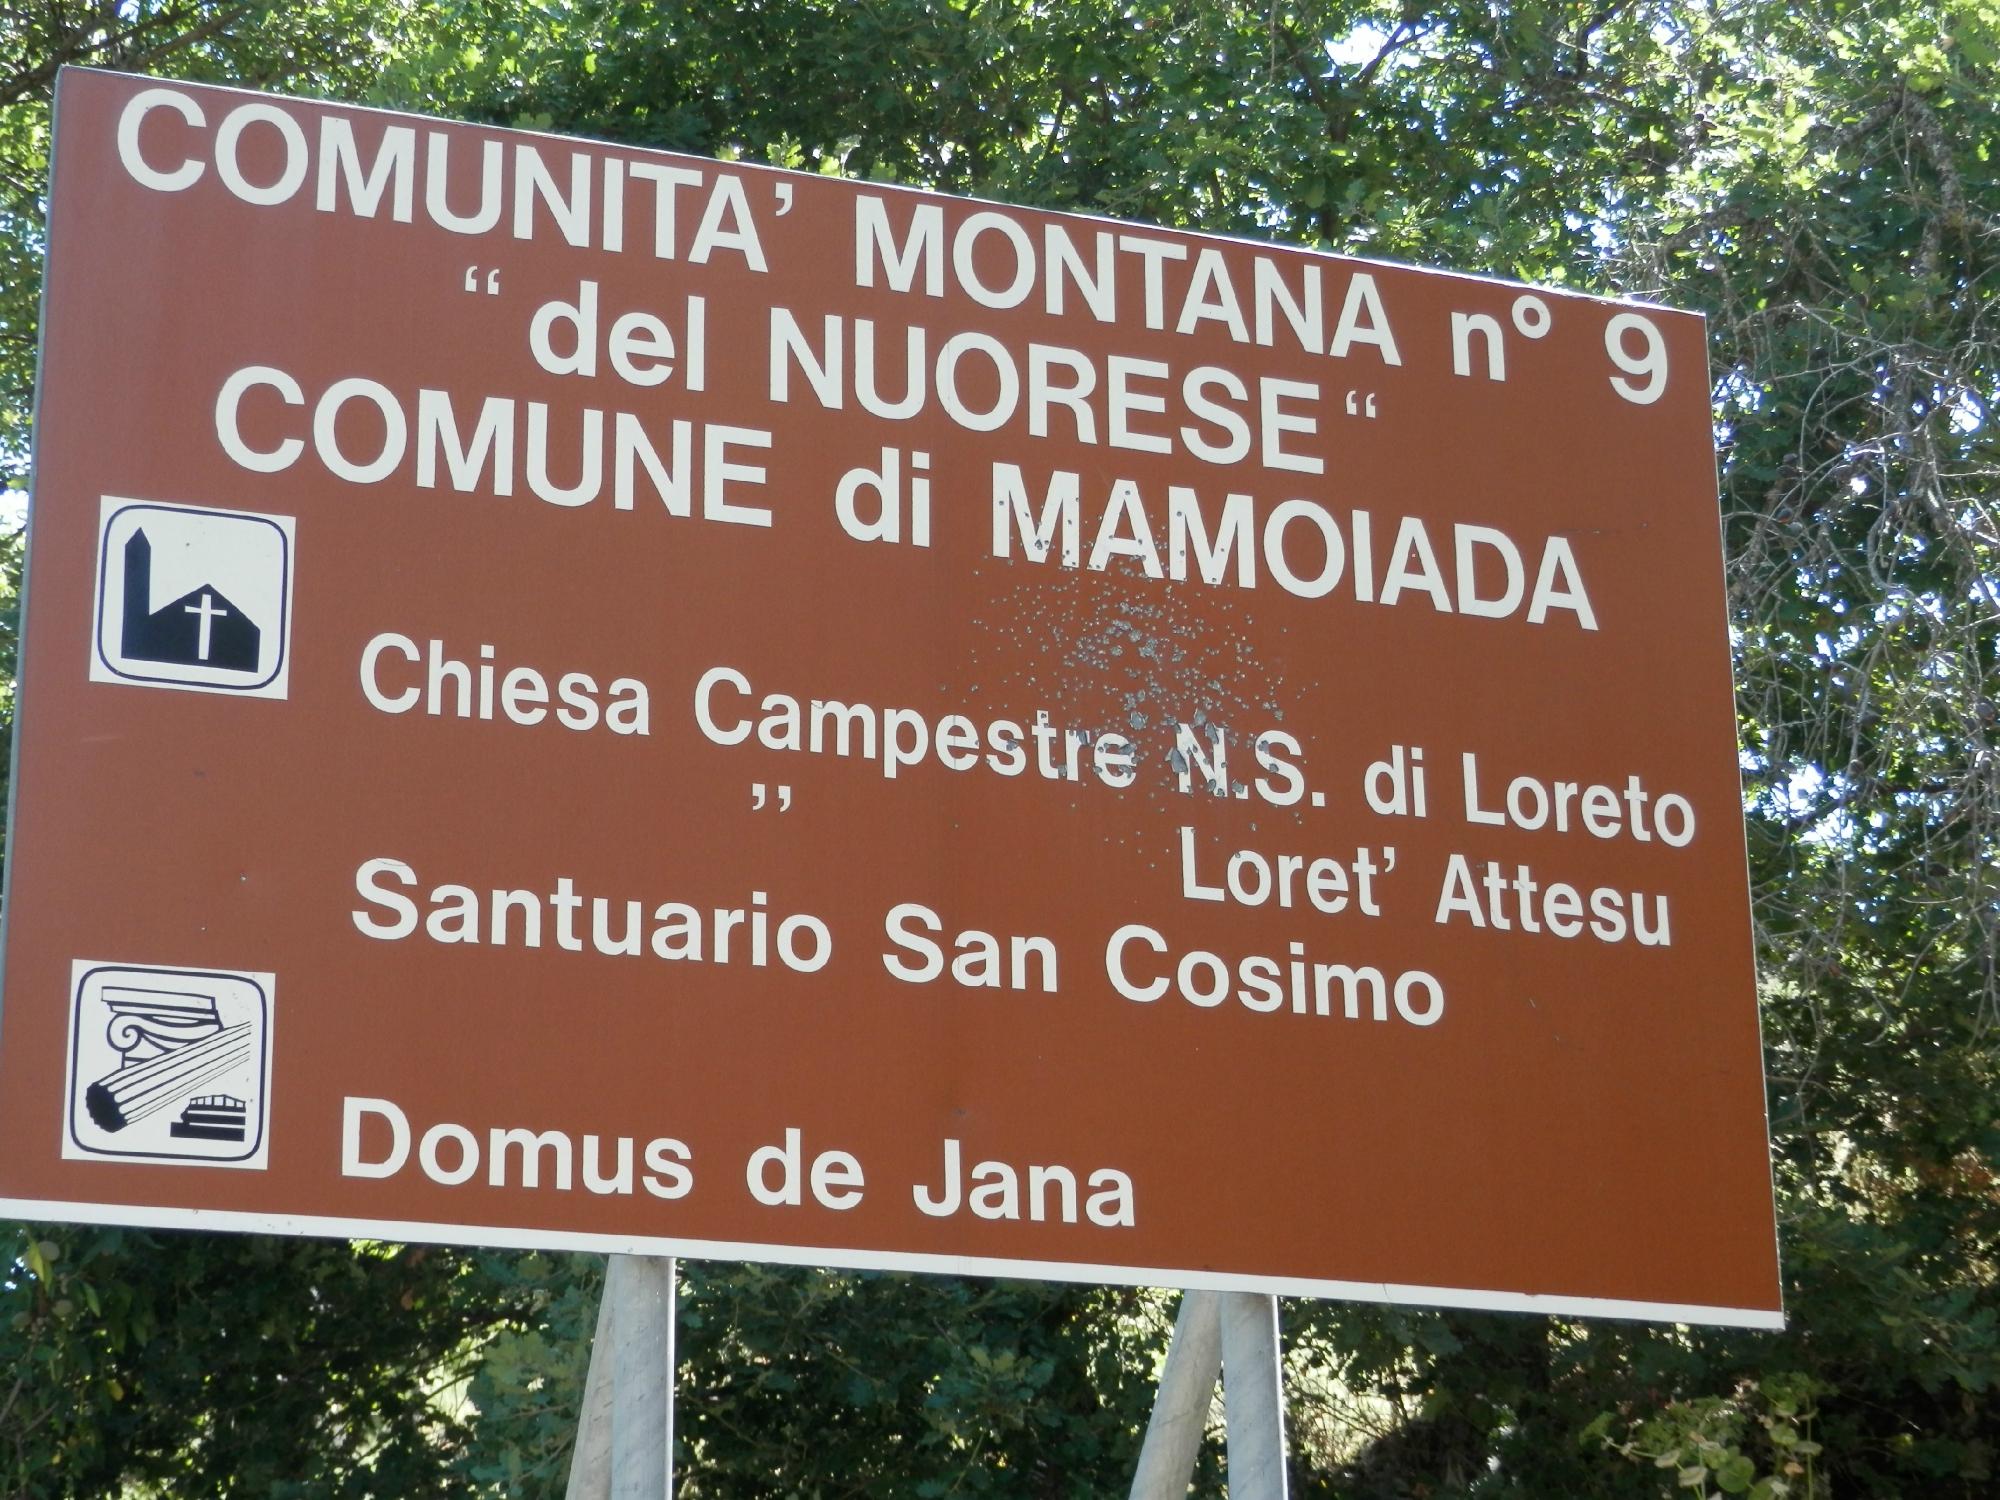 COMUNITA’ MONTANA n° 9
“ del NUORESE “
COMUNE di MAMOIADA
Chiesa Campestre N.S. di Loreto
’’ Loret’ Attesu
Santuario San Cosimo
Domus de Jana